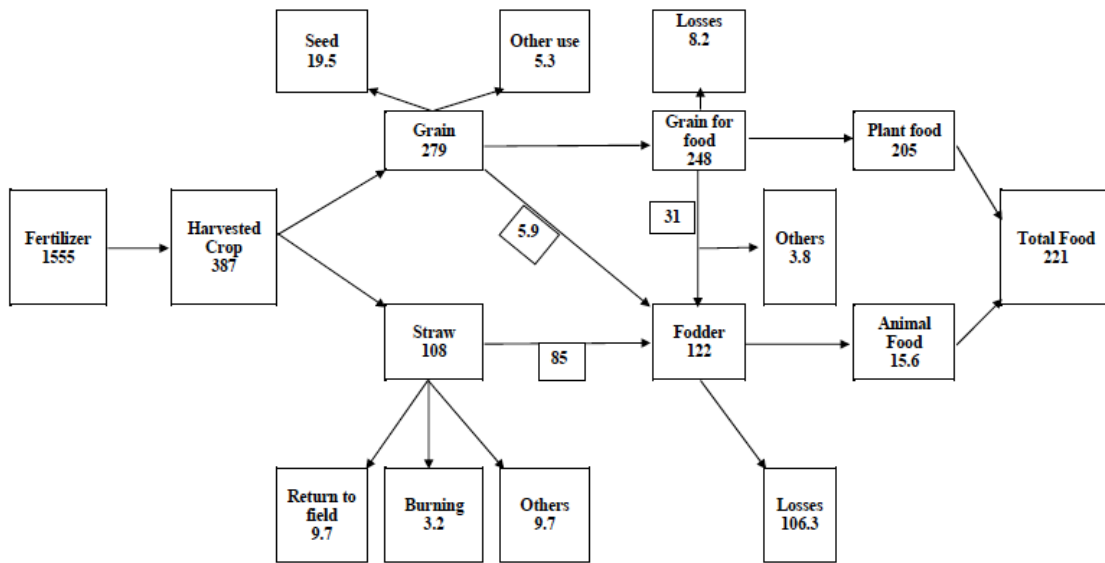 Seed
19.5
Other use
5.3
Losses
8.2
Grain
279
Grain for
food
248
Plant food
205
Fertilizer
1555
Harvested
Crop
387
5.9
31
Others
3.8
Total Food
221
Straw
108
85
Fodder
122
Animal
Food
15.6
Return to
field
9.7
Burning
3.2
Others
9.7
Losses
106.3